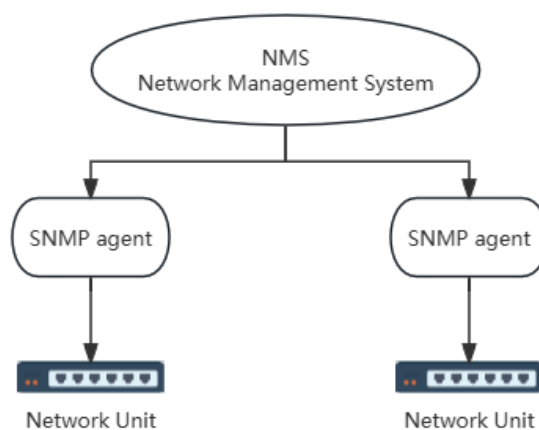 NMS
Network Management System
SNMP agent
SNMP agent
Network Unit
Network Unit